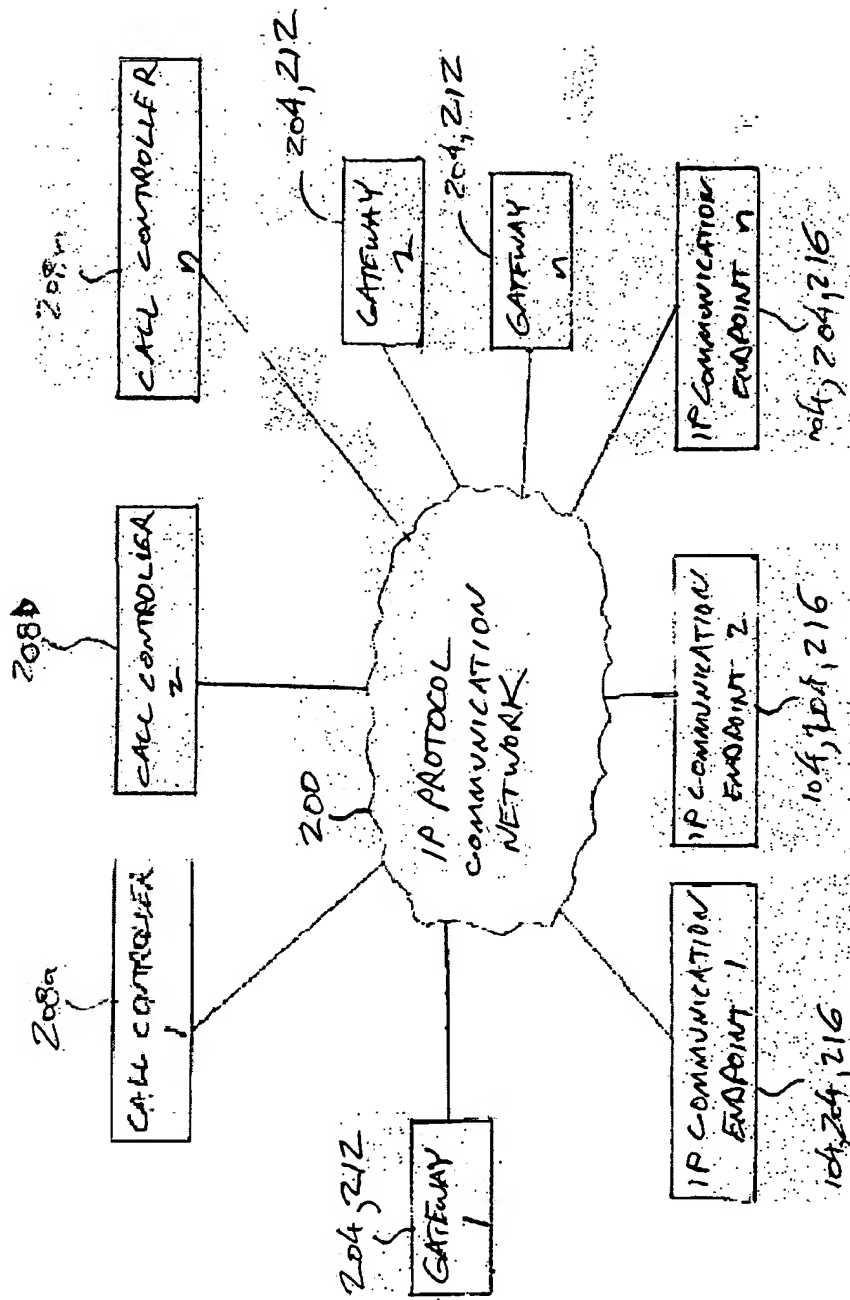 208a
CALL CONTROLLER
1
208b
CALL CONTROLLER
2
208n
CALL CONTROLLER
n
204, 212
GATEWAY
1
200
IP PROTOCOL
COMMUNICATION
NETWORK
GATEWAY
2
204, 212
GATEWAY
n
204, 212
IP COMMUNICATION
ENDPOINT 1
104, 204, 216
IP COMMUNICATION
ENDPOINT 2
104, 204, 216
IP COMMUNICATION
ENDPOINT n
104, 204, 216